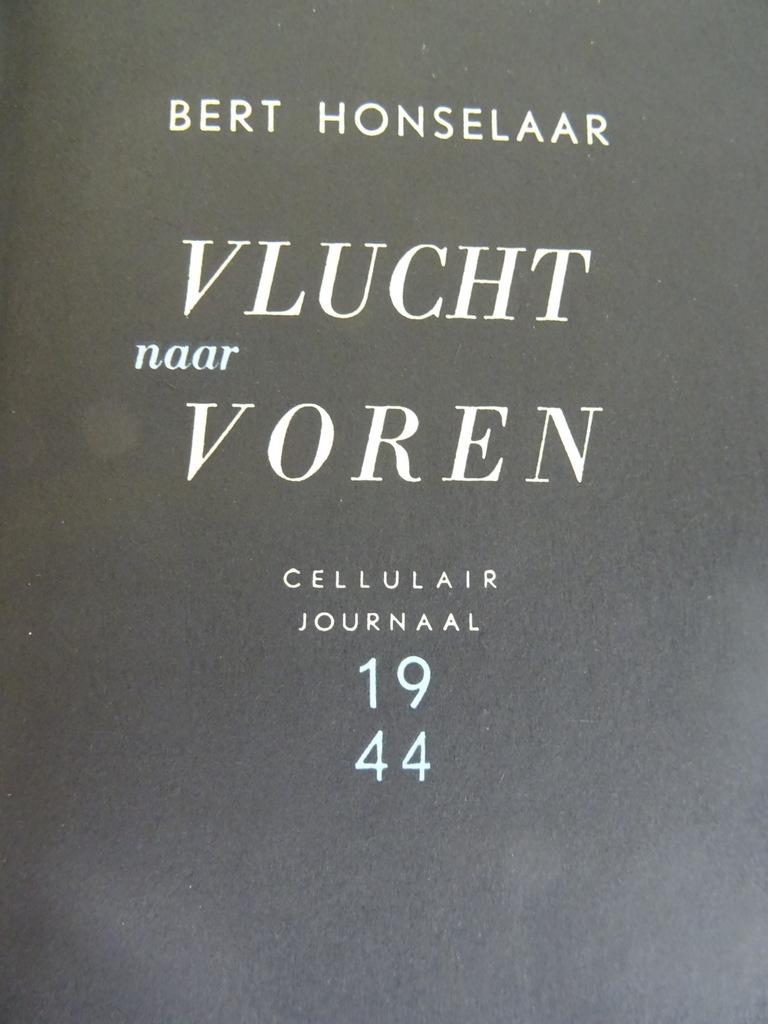 BERT HONSELAAR
VLUCHT
naar
VOREN
CELLULAIR
JOURNAAL
19
44